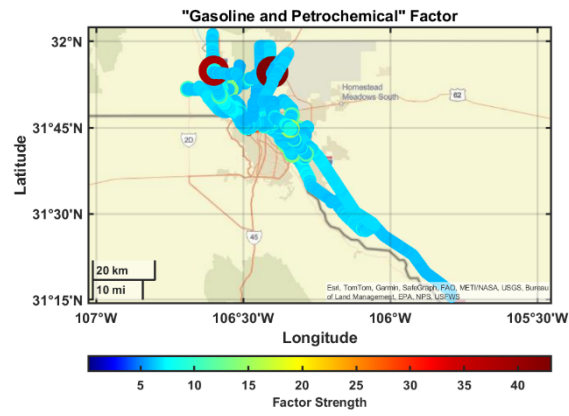 "Gasoline and Petrochemical" Factor
32°N
Homestead
Meadows South
62
31°45'N
2D
Latitude
31°30'N
45
20 km
10 mi
Esri, TomTom, Garmin, SafeGraph, FAO, METI/NASA, USGS, Bureau
of Land Management, EPA, NPS, USFWS
31°15'N
107°W
106°30'W
106°W
105°30'W
Longitude
5
10
15
20
25
30
35
40
Factor Strength